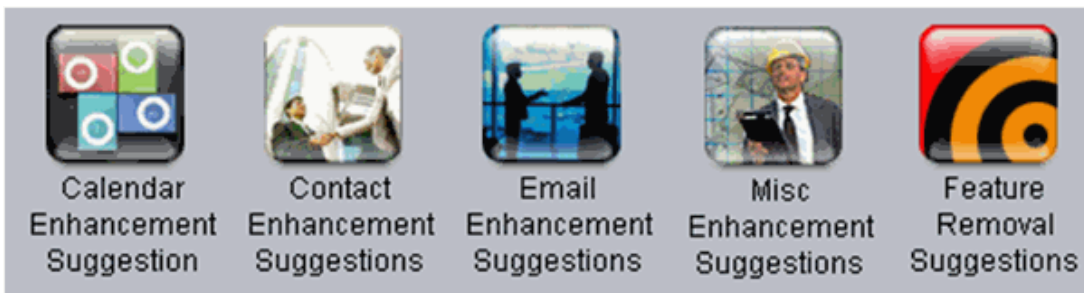 Calendar
Enhancement
Suggestion
Contact
Enhancement
Suggestions
Email
Enhancement
Suggestions
Misc
Enhancement
Suggestions
Feature
Removal
Suggestions